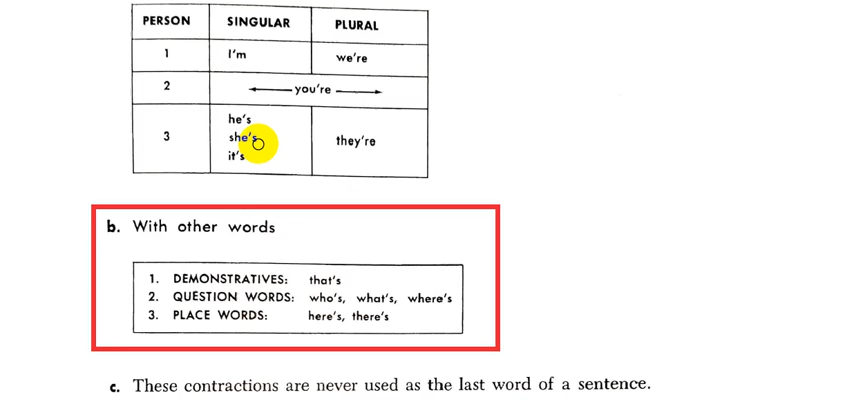 PERSON SINGULAR PLURAL
1 I'm we're
2 you're
he's
3 she's they're
it's
b. With other words
1. DEMONSTRATIVES: that's
2. QUESTION WORDS: who's, what's, where's
3. PLACE WORDS: here's, there's
c. These contractions are never used as the last word of a sentence.